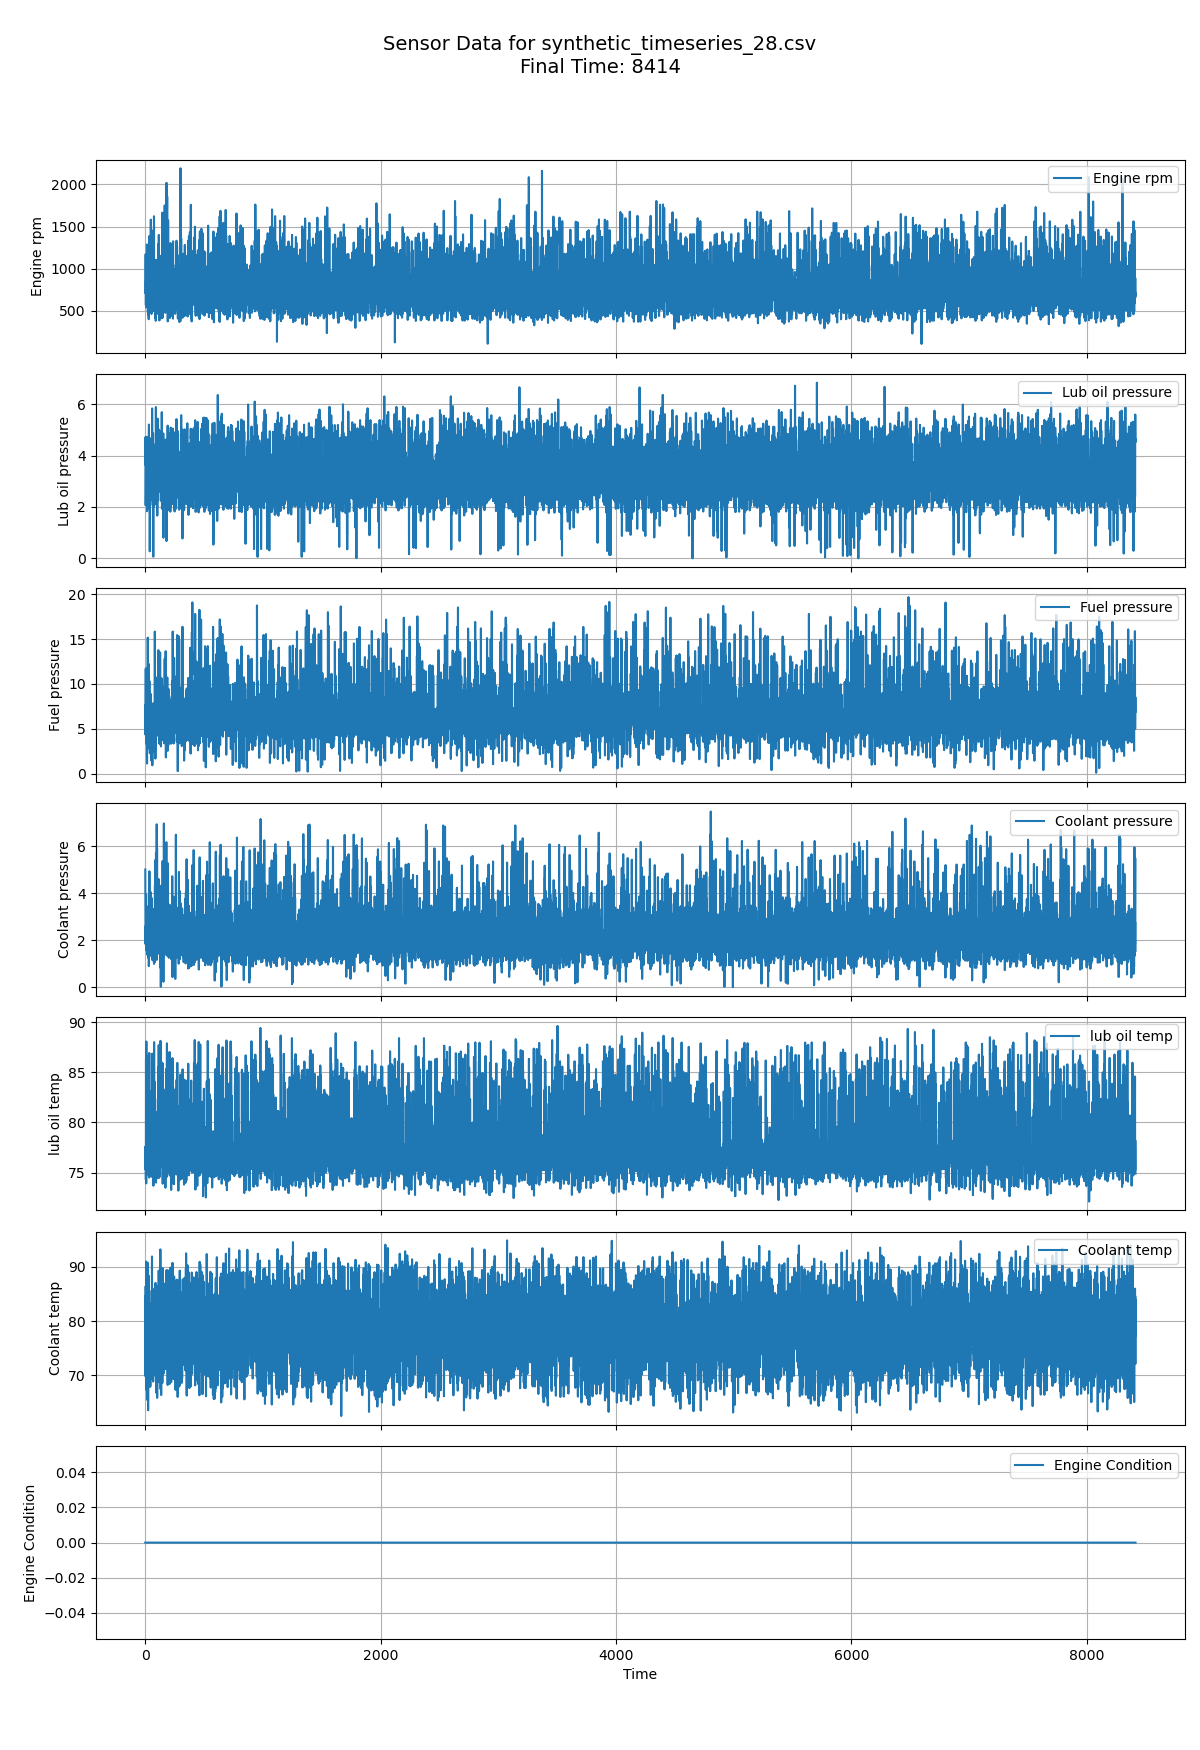 Sensor Data for synthetic_timeseries_28.csv
Final Time: 8414
Engine rpm
2000
1500
1000
500
Engine rpm
Lub oil pressure
6
4
2
0
Lub oil pressure
Fuel pressure
20
15
10
5
0
Fuel pressure
Coolant pressure
6
4
2
0
Coolant pressure
lub oil temp
90
85
80
75
lub oil temp
Coolant temp
90
80
70
Coolant temp
Engine Condition
0.04
0.02
0.00
−0.02
−0.04
Engine Condition
0 2000 4000 6000 8000
Time